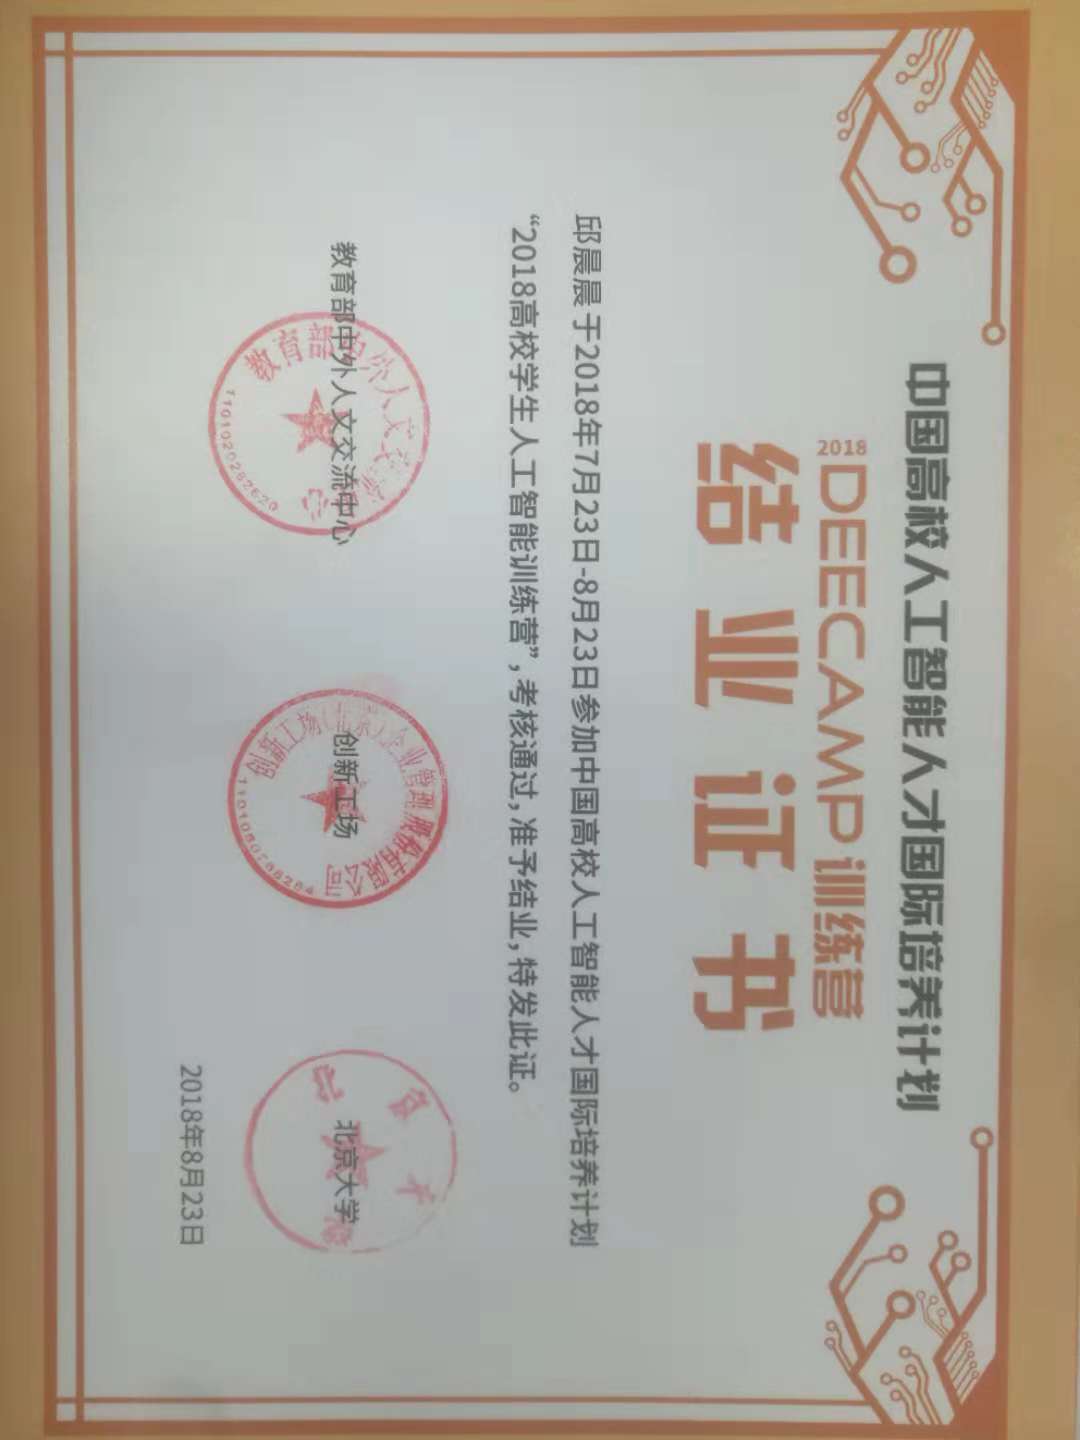 中国高校人工智能人才国际培养计划
2018 DEECAMP 训练营
结业证书
邱晨晨于2018年7月23日-8月23日参加中国高校人工智能人才国际培养计划
“2018高校学生人工智能训练营”，考核通过，准予结业，特发此证。
教育部中外人文交流中心
创新工场
北京大学
2018年8月23日
教育部中外人文交流中心
创新工场（北京）企业管理股份有限公司